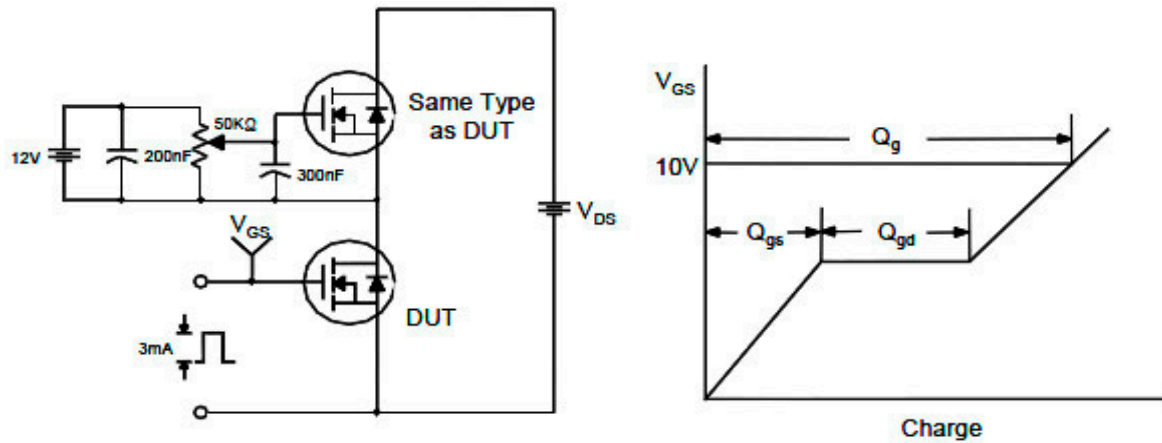 Same Type
as DUT
50KΩ
12V
200nF
300nF
V_GS
V_DS
DUT
3mA
V_GS
Q_g
10V
Q_gs
Q_gd
Charge